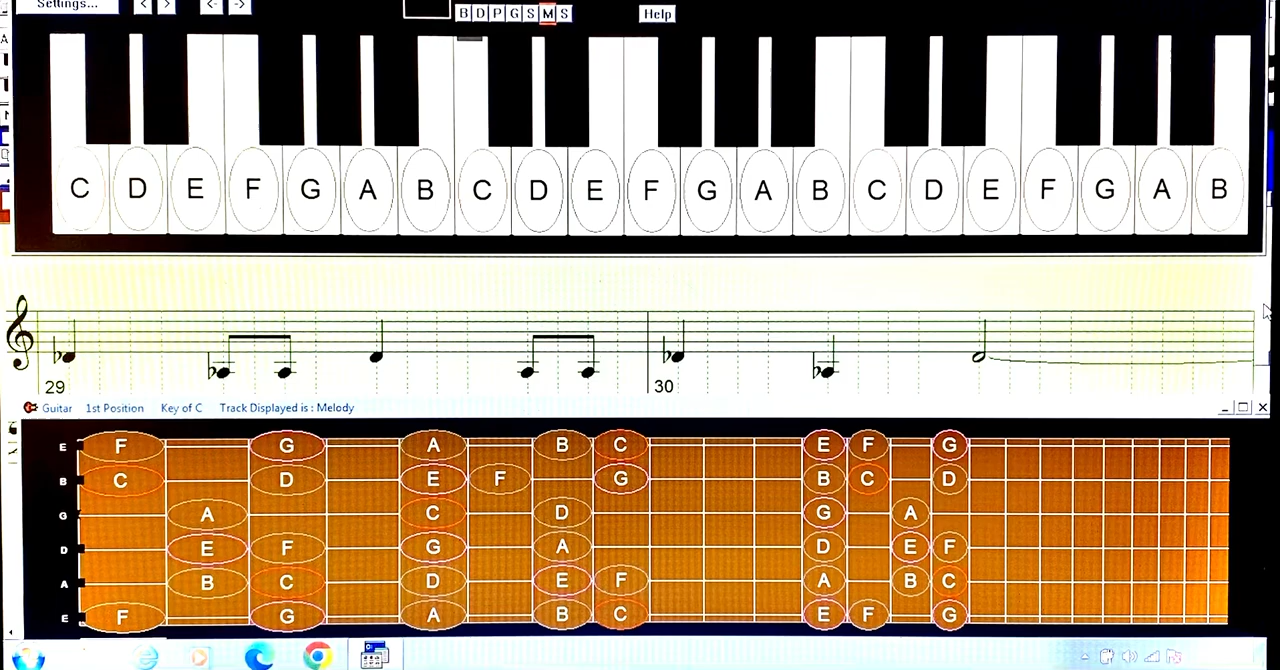 Settings... < > <- ->
B D P G S M S
Help
C D E F G A B C D E F G A B C D E F G A B
29 30
Guitar 1st Position Key of C Track Displayed is : Melody
E F G A B C E F G
B C D E F G B C D
G A C D G A
D E F G A D E F
A B C D E F A B C
E F G A B C E F G